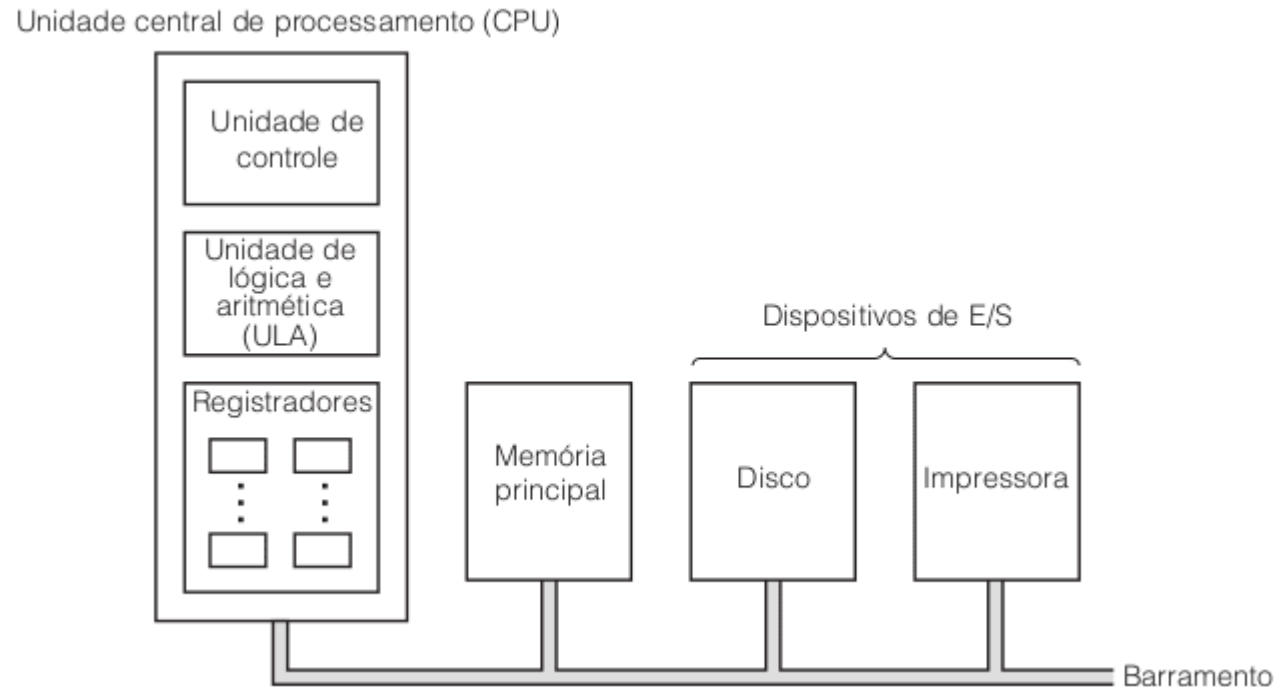 Unidade central de processamento (CPU)
Unidade de
controle
Unidade de
lógica e
aritmética
(ULA)
Registradores
Dispositivos de E/S
Memória
principal
Disco
Impressora
Barramento